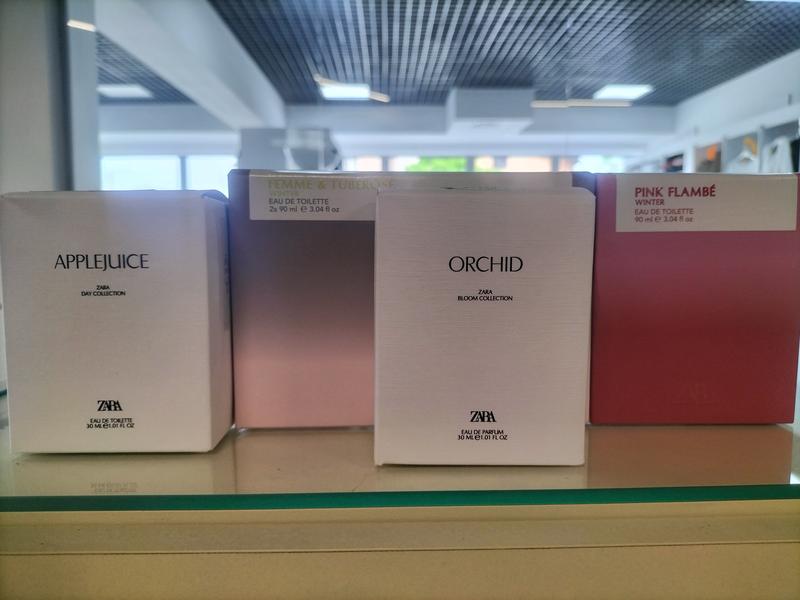 APPLEJUICE
ZARA
DAY COLLECTION
ZARA
EAU DE TOILETTE
30 ML ℮ 1.01 FL OZ
FEMME & TUBEROSE
WINTER
EAU DE TOILETTE
2x 90 ml ℮ 3.04 fl oz
ORCHID
ZARA
BLOOM COLLECTION
ZARA
EAU DE PARFUM
30 ML ℮ 1.01 FL OZ
PINK FLAMBÉ
WINTER
EAU DE TOILETTE
90 ml ℮ 3.04 fl oz